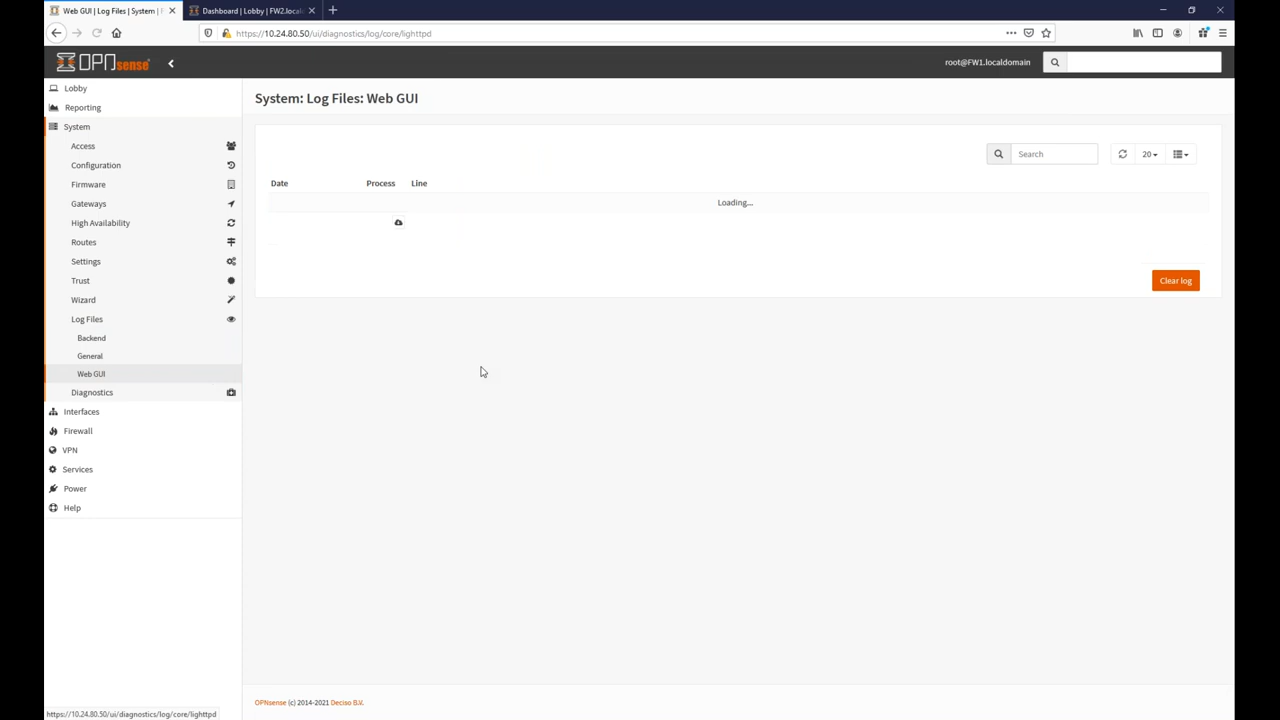 Web GUI | Log Files | System |
Dashboard | Lobby | FW2.local
https://10.24.80.50/ui/diagnostics/log/core/lighttpd
OPNsense
root@FW1.localdomain
Lobby
Reporting
System
Access
Configuration
Firmware
Gateways
High Availability
Routes
Settings
Trust
Wizard
Log Files
Backend
General
Web GUI
Diagnostics
Interfaces
Firewall
VPN
Services
Power
Help
System: Log Files: Web GUI
Search
20
Date Process Line
Loading...
Clear log
OPNsense (c) 2014-2021 Deciso B.V.
https://10.24.80.50/ui/diagnostics/log/core/lighttpd